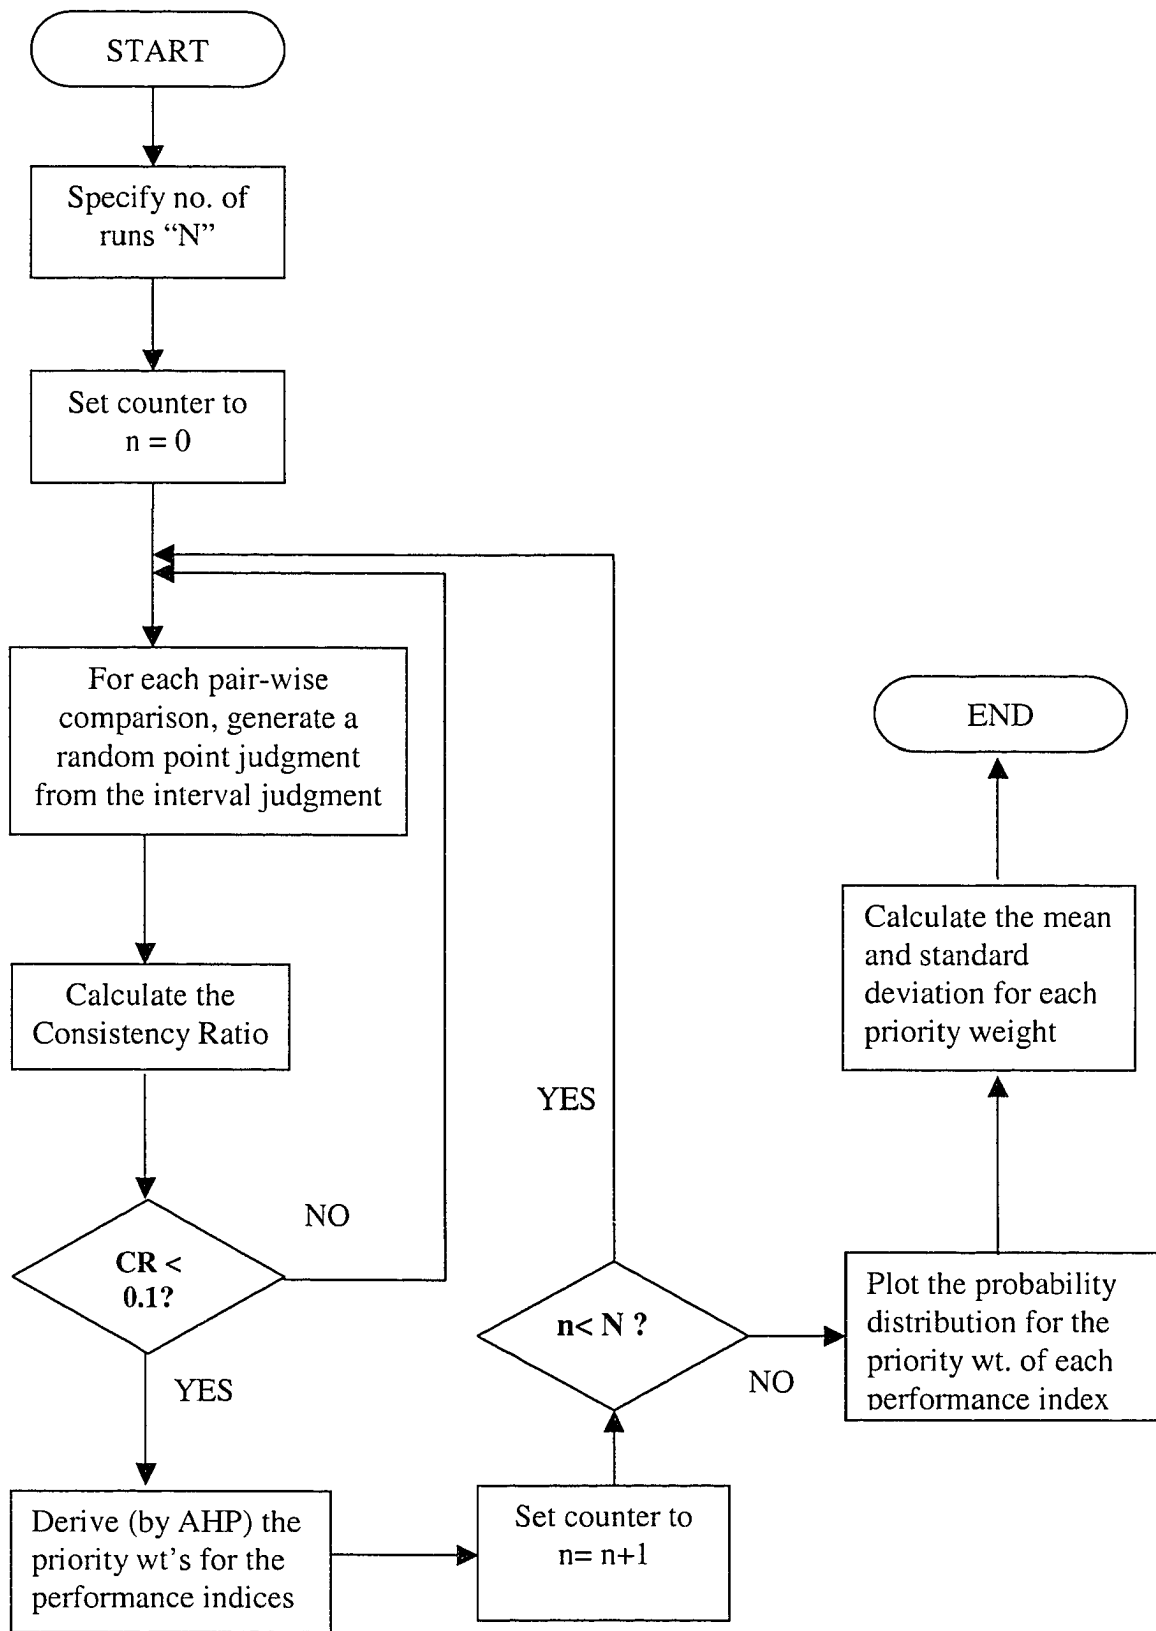 START
Specify no. of
runs “N”
Set counter to
n = 0
For each pair-wise
comparison, generate a
random point judgment
from the interval judgment
Calculate the
Consistency Ratio
CR <
0.1?
NO
YES
Derive (by AHP) the
priority wt’s for the
performance indices
Set counter to
n= n+1
n< N ?
YES
NO
Plot the probability
distribution for the
priority wt. of each
performance index
Calculate the mean
and standard
deviation for each
priority weight
END